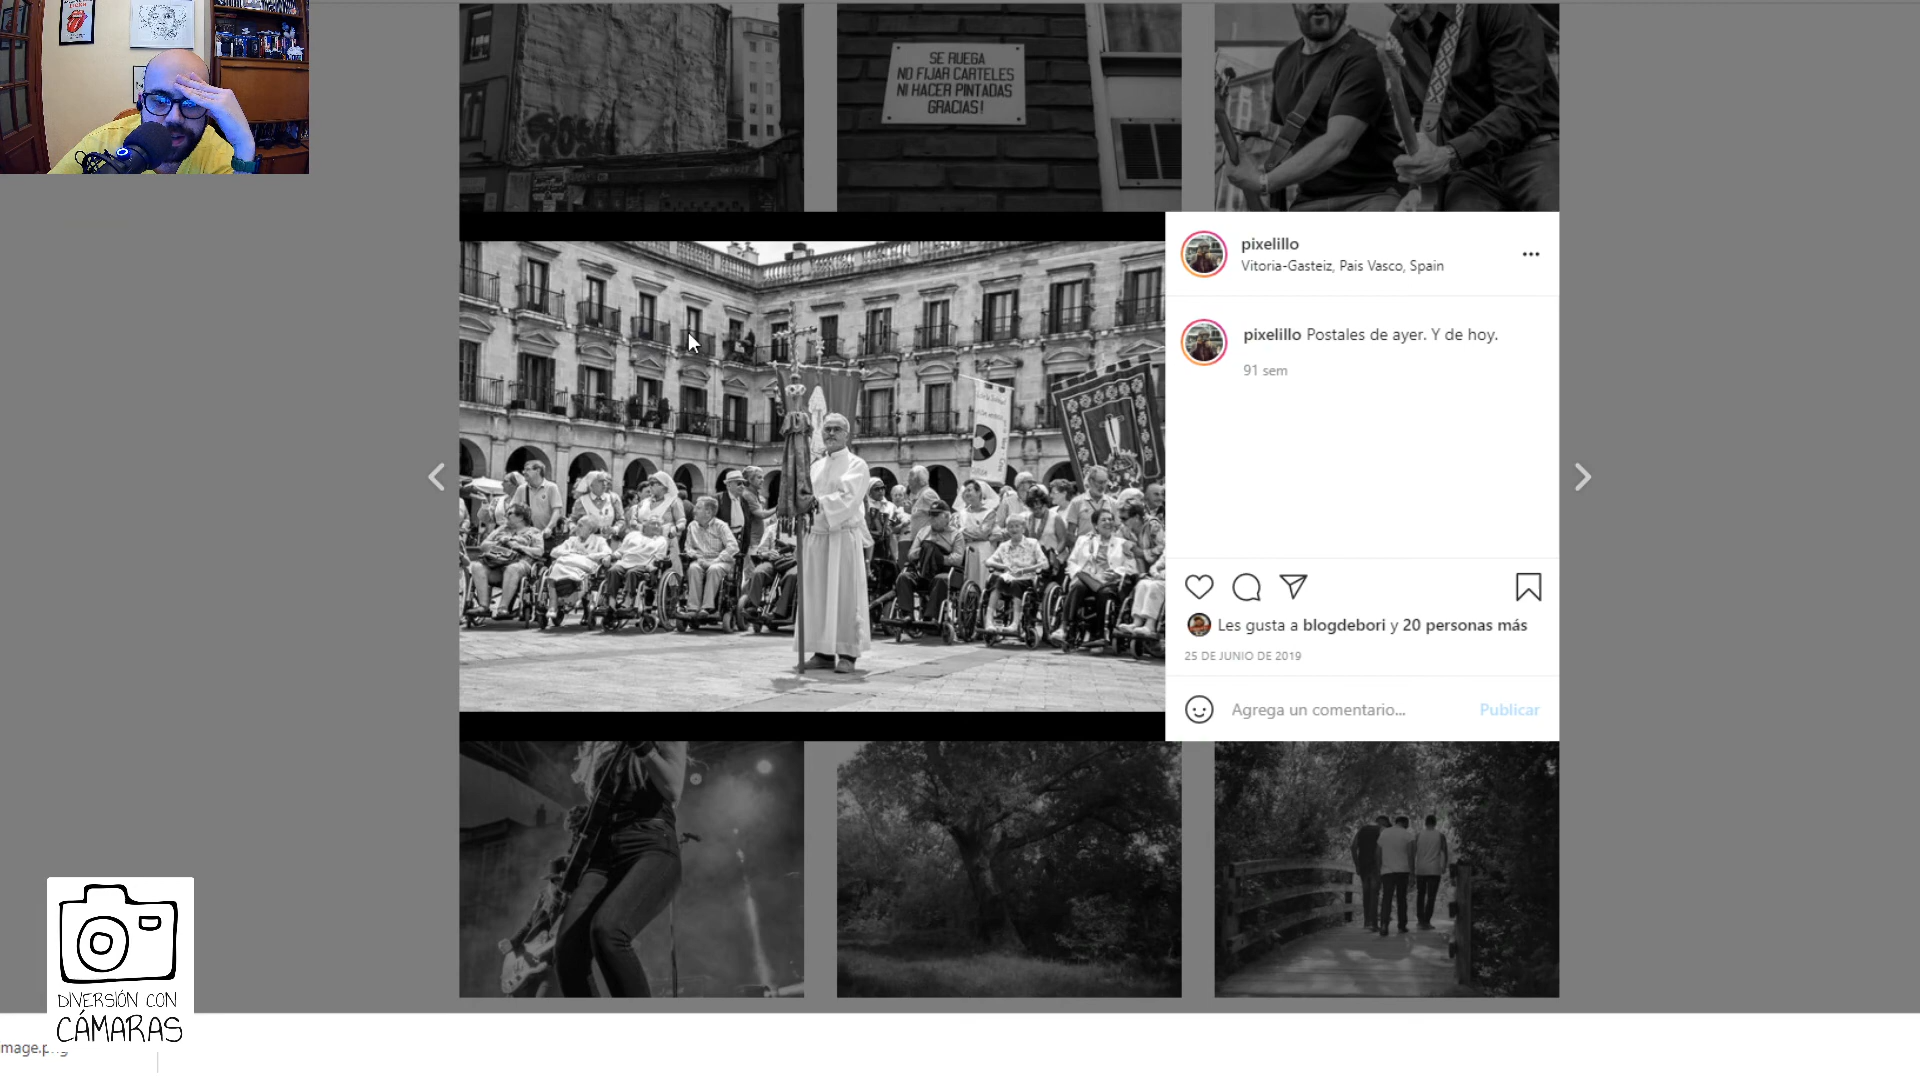 SE RUEGA
NO FIJAR CARTELES
NI HACER PINTADAS
GRACIAS!
pixelillo
Vitoria-Gasteiz, Pais Vasco, Spain
pixelillo Postales de ayer. Y de hoy.
91 sem
Les gusta a blogdebori y 20 personas más
25 DE JUNIO DE 2019
Agrega un comentario...
Publicar
DIVERSIÓN CON
CÁMARAS